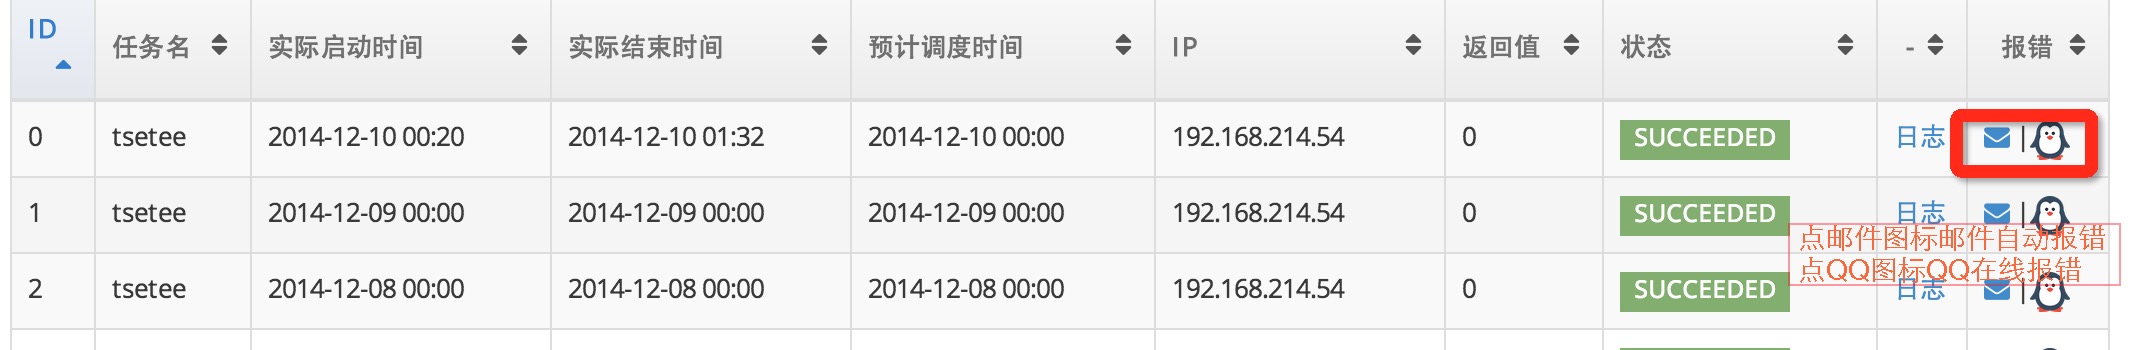 ID 任务名 实际启动时间 实际结束时间 预计调度时间 IP 返回值 状态 - 报错
0 tsetee 2014-12-10 00:20 2014-12-10 01:32 2014-12-10 00:00 192.168.214.54 0 SUCCEEDED 日志 |
1 tsetee 2014-12-09 00:00 2014-12-09 00:00 2014-12-09 00:00 192.168.214.54 0 SUCCEEDED 日志 |
点邮件图标邮件自动报错
点QQ图标QQ在线报错
2 tsetee 2014-12-08 00:00 2014-12-08 00:00 2014-12-08 00:00 192.168.214.54 0 SUCCEEDED 日志 |